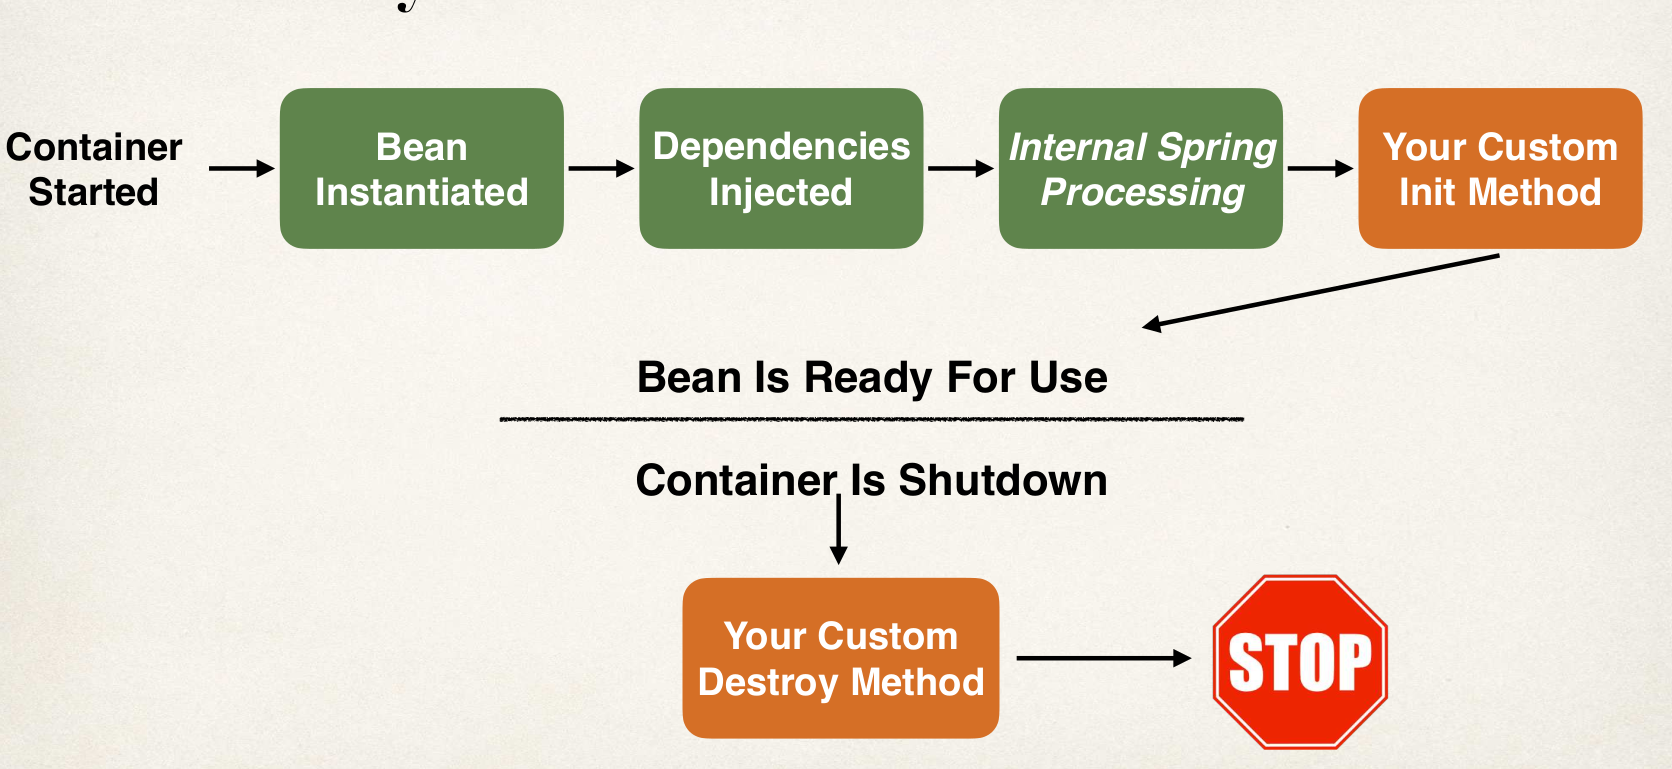 Container
Started
Bean
Instantiated
Dependencies
Injected
Internal Spring
Processing
Your Custom
Init Method
Bean Is Ready For Use
Container Is Shutdown
Your Custom
Destroy Method
STOP